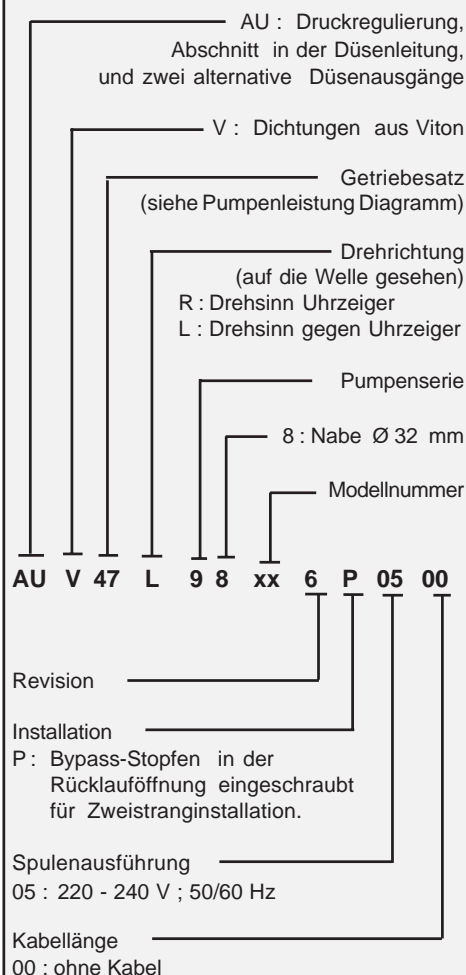 AU : Druckregulierung,
Abschnitt in der Düsenleitung,
und zwei alternative Düsenausgänge
V : Dichtungen aus Viton
Getriebesatz
(siehe Pumpenleistung Diagramm)
Drehrichtung
(auf die Welle gesehen)
R : Drehsinn Uhrzeiger
L : Drehsinn gegen Uhrzeiger
Pumpenserie
8 : Nabe Ø 32 mm
Modellnummer
AU V 47 L 9 8 xx 6 P 05 00
Revision
Installation
P : Bypass-Stopfen in der
Rücklauföffnung eingeschraubt
für Zweistranginstallation.
Spulenausführung
05 : 220 - 240 V ; 50/60 Hz
Kabellänge
00 : ohne Kabel